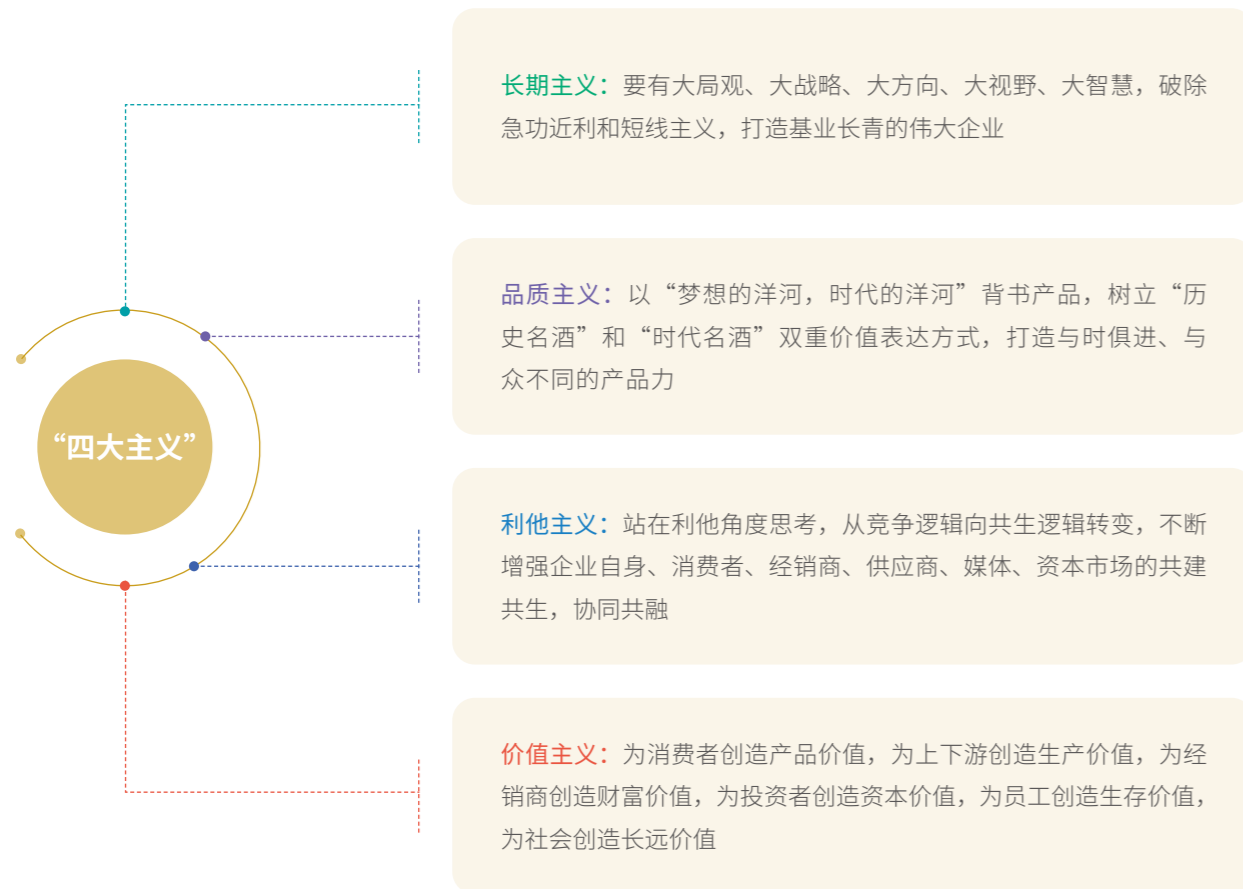 长期主义：要有大局观、大战略、大方向、大视野、大智慧，破除
急功近利和短线主义，打造基业长青的伟大企业
品质主义：以“梦想的洋河，时代的洋河”背书产品，树立“历
史名酒”和“时代名酒”双重价值表达方式，打造与时俱进、与
众不同的产品力
“四大主义”
利他主义：站在利他角度思考，从竞争逻辑向共生逻辑转变，不断
增强企业自身、消费者、经销商、供应商、媒体、资本市场的共建
共生，协同共融
价值主义：为消费者创造产品价值，为上下游创造生产价值，为经
销商创造财富价值，为投资者创造资本价值，为员工创造生存价值，
为社会创造长远价值